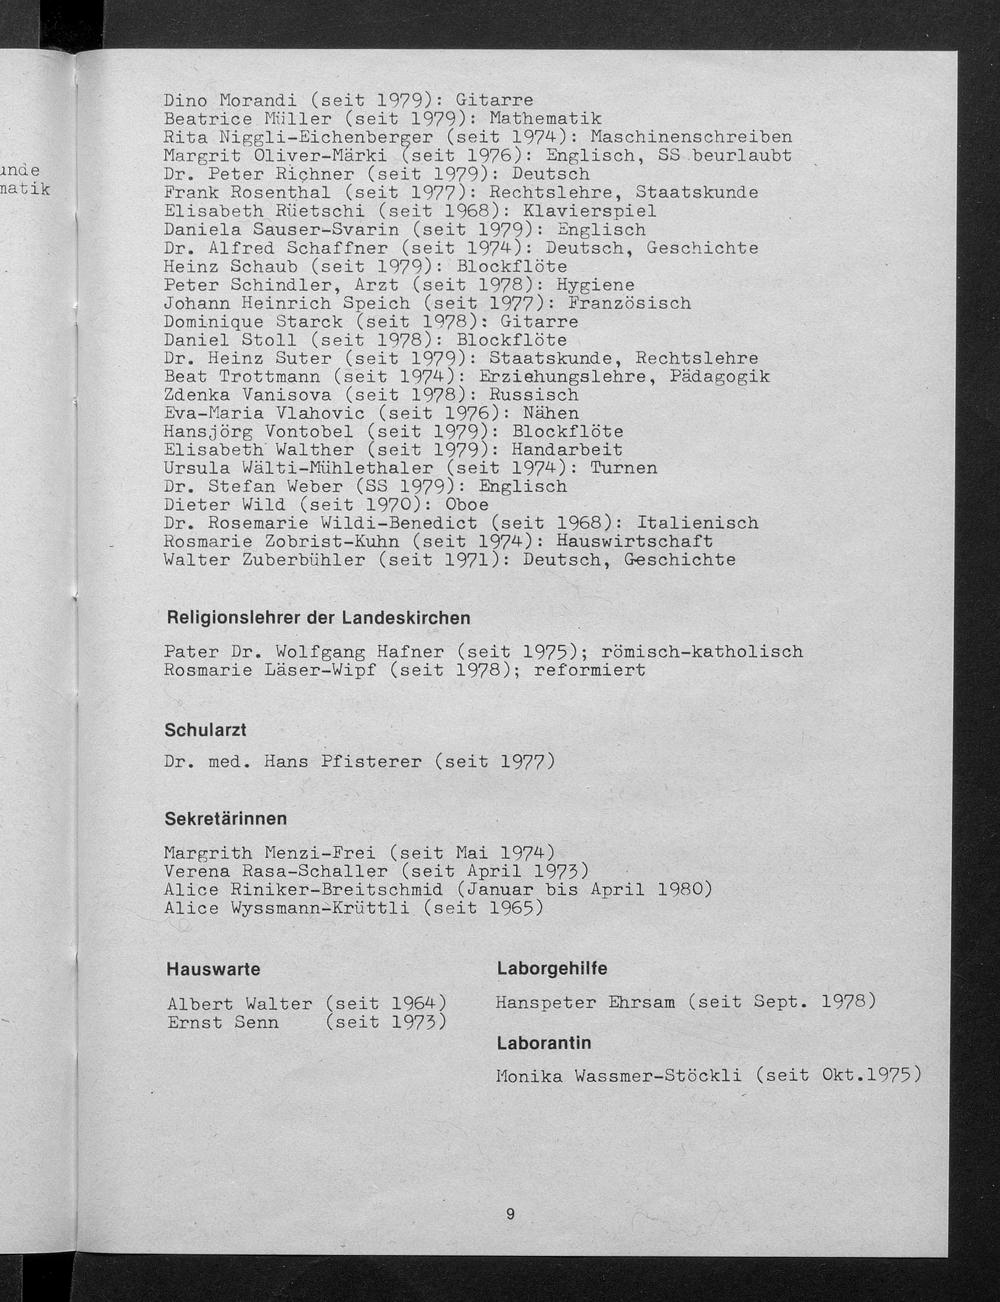 unde
matik
Dino Morandi (seit 1979): Gitarre
Beatrice Müller (seit 1979): Mathematik
Rita Niggli-Eichenberger (seit 1974): Maschinenschreiben
Margrit Oliver-Märki (seit 1976): Englisch, SS beurlaubt
Dr. Peter Richner (seit 1979): Deutsch
Frank Rosenthal (seit 1977): Rechtslehre, Staatskunde
Elisabeth Rüetschi (seit 1968): Klavierspiel
Daniela Sauser-Svarin (seit 1979): Englisch
Dr. Alfred Schaffner (seit 1974): Deutsch, Geschichte
Heinz Schaub (seit 1979): Blockflöte
Peter Schindler, Arzt (seit 1978): Hygiene
Johann Heinrich Speich (seit 1977): Französisch
Dominique Starck (seit 1978): Gitarre
Daniel Stoll (seit 1978): Blockflöte
Dr. Heinz Suter (seit 1979): Staatskunde, Rechtslehre
Beat Trottmann (seit 1974): Erziehungslehre, Pädagogik
Zdenka Vanisova (seit 1978): Russisch
Eva-Maria Vlahovic (seit 1976): Nähen
Hansjörg Vontobel (seit 1979): Blockflöte
Elisabeth Walther (seit 1979): Handarbeit
Ursula Wälti-Mühlethaler (seit 1974): Turnen
Dr. Stefan Weber (SS 1979): Englisch
Dieter Wild (seit 1970): Oboe
Dr. Rosemarie Wildi-Benedict (seit 1968): Italienisch
Rosmarie Zobrist-Kuhn (seit 1974): Hauswirtschaft
Walter Zuberbühler (seit 1971): Deutsch, Geschichte
Religionslehrer der Landeskirchen
Pater Dr. Wolfgang Hafner (seit 1975); römisch-katholisch
Rosmarie Läser-Wipf (seit 1978); reformiert
Schularzt
Dr. med. Hans Pfisterer (seit 1977)
Sekretärinnen
Margrith Menzi-Frei (seit Mai 1974)
Verena Rasa-Schaller (seit April 1973)
Alice Riniker-Breitschmid (Januar bis April 1980)
Alice Wyssmann-Krüttli (seit 1965)
Hauswarte
Albert Walter (seit 1964)
Ernst Senn (seit 1973)
Laborgehilfe
Hanspeter Ehrsam (seit Sept. 1978)
Laborantin
Monika Wassmer-Stöckli (seit Okt.1975)
9